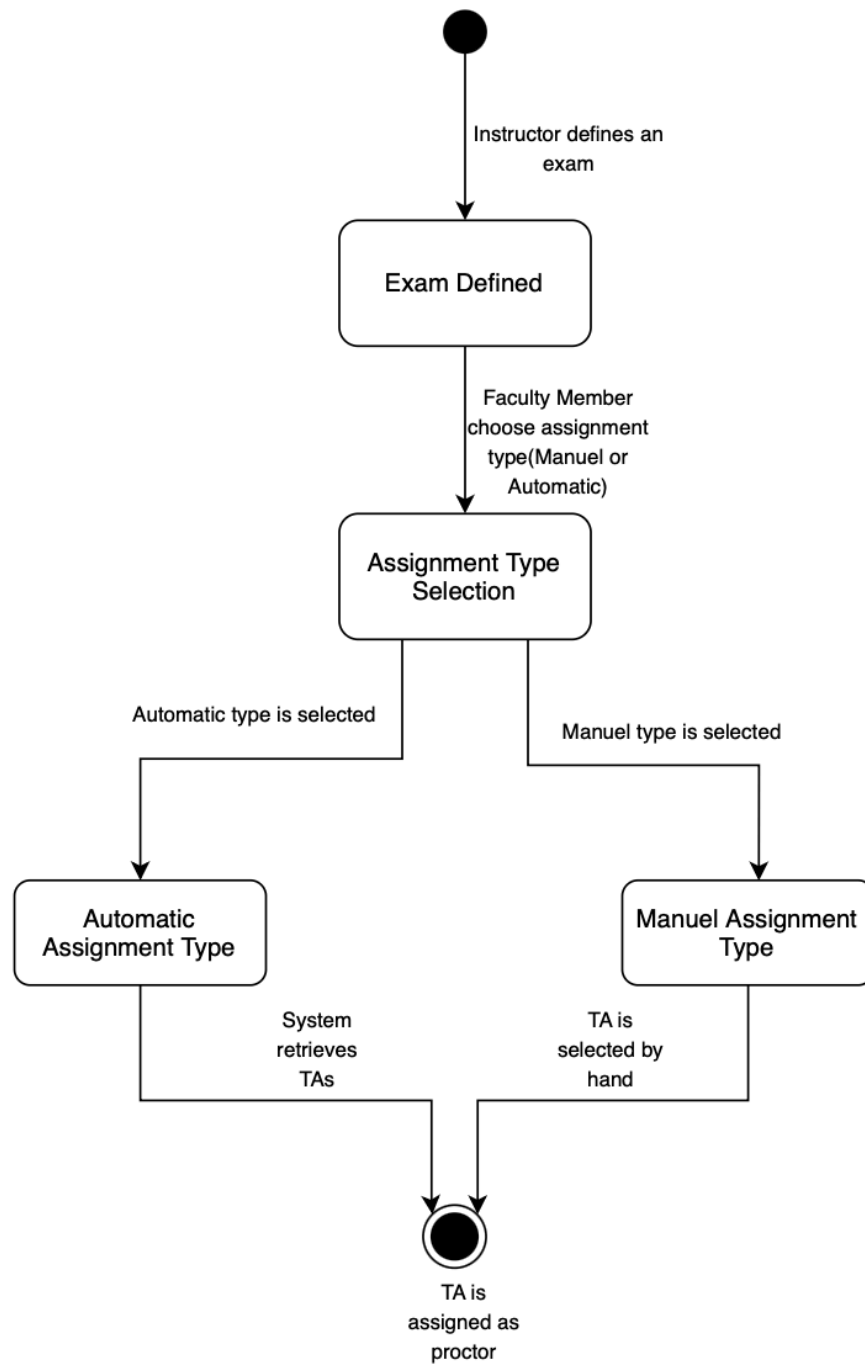 Instructor defines an
exam
Exam Defined
Faculty Member
choose assignment
type(Manuel or
Automatic)
Assignment Type
Selection
Automatic type is selected
Manuel type is selected
Automatic
Assignment Type
Manuel Assignment
Type
System
retrieves
TAs
TA is
selected by
hand
TA is
assigned as
proctor